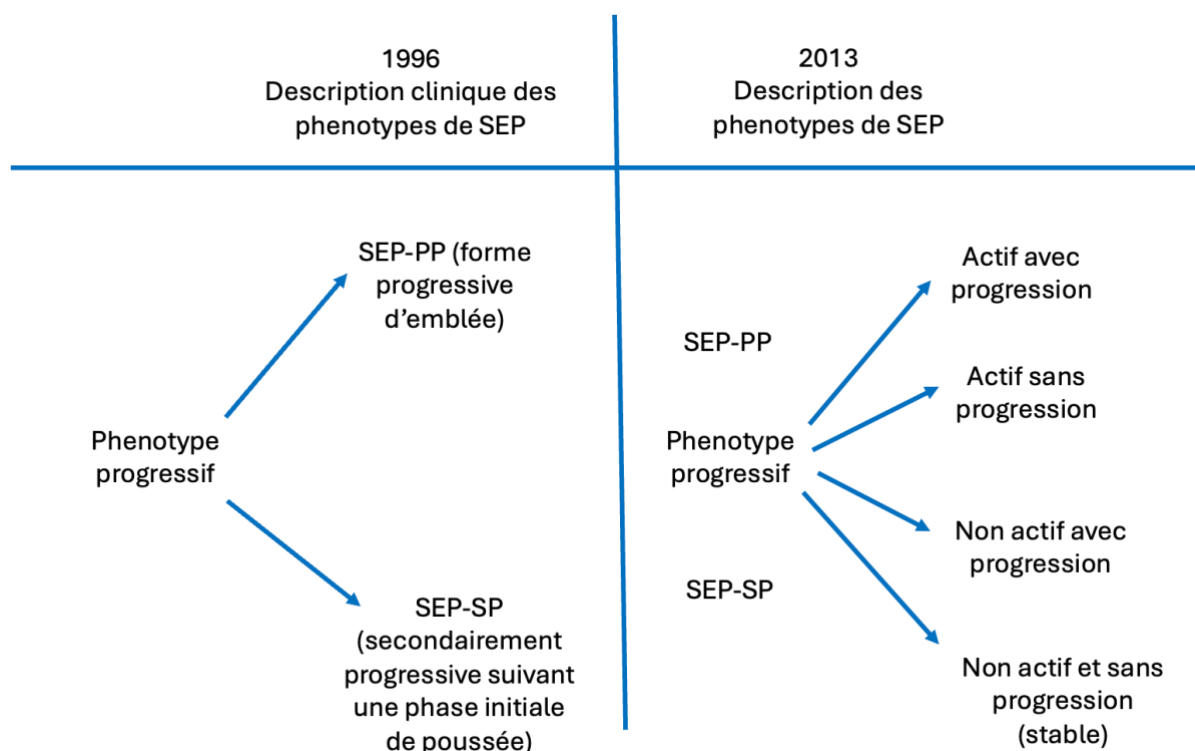 1996
Description clinique des
phenotypes de SEP
2013
Description des
phenotypes de SEP
SEP-PP (forme
progressive
d'emblée)
Phenotype
progressif
SEP-SP
(secondairement
progressive suivant
une phase initiale
de poussée)
SEP-PP
Phenotype
progressif
SEP-SP
Actif avec
progression
Actif sans
progression
Non actif avec
progression
Non actif et sans
progression
(stable)